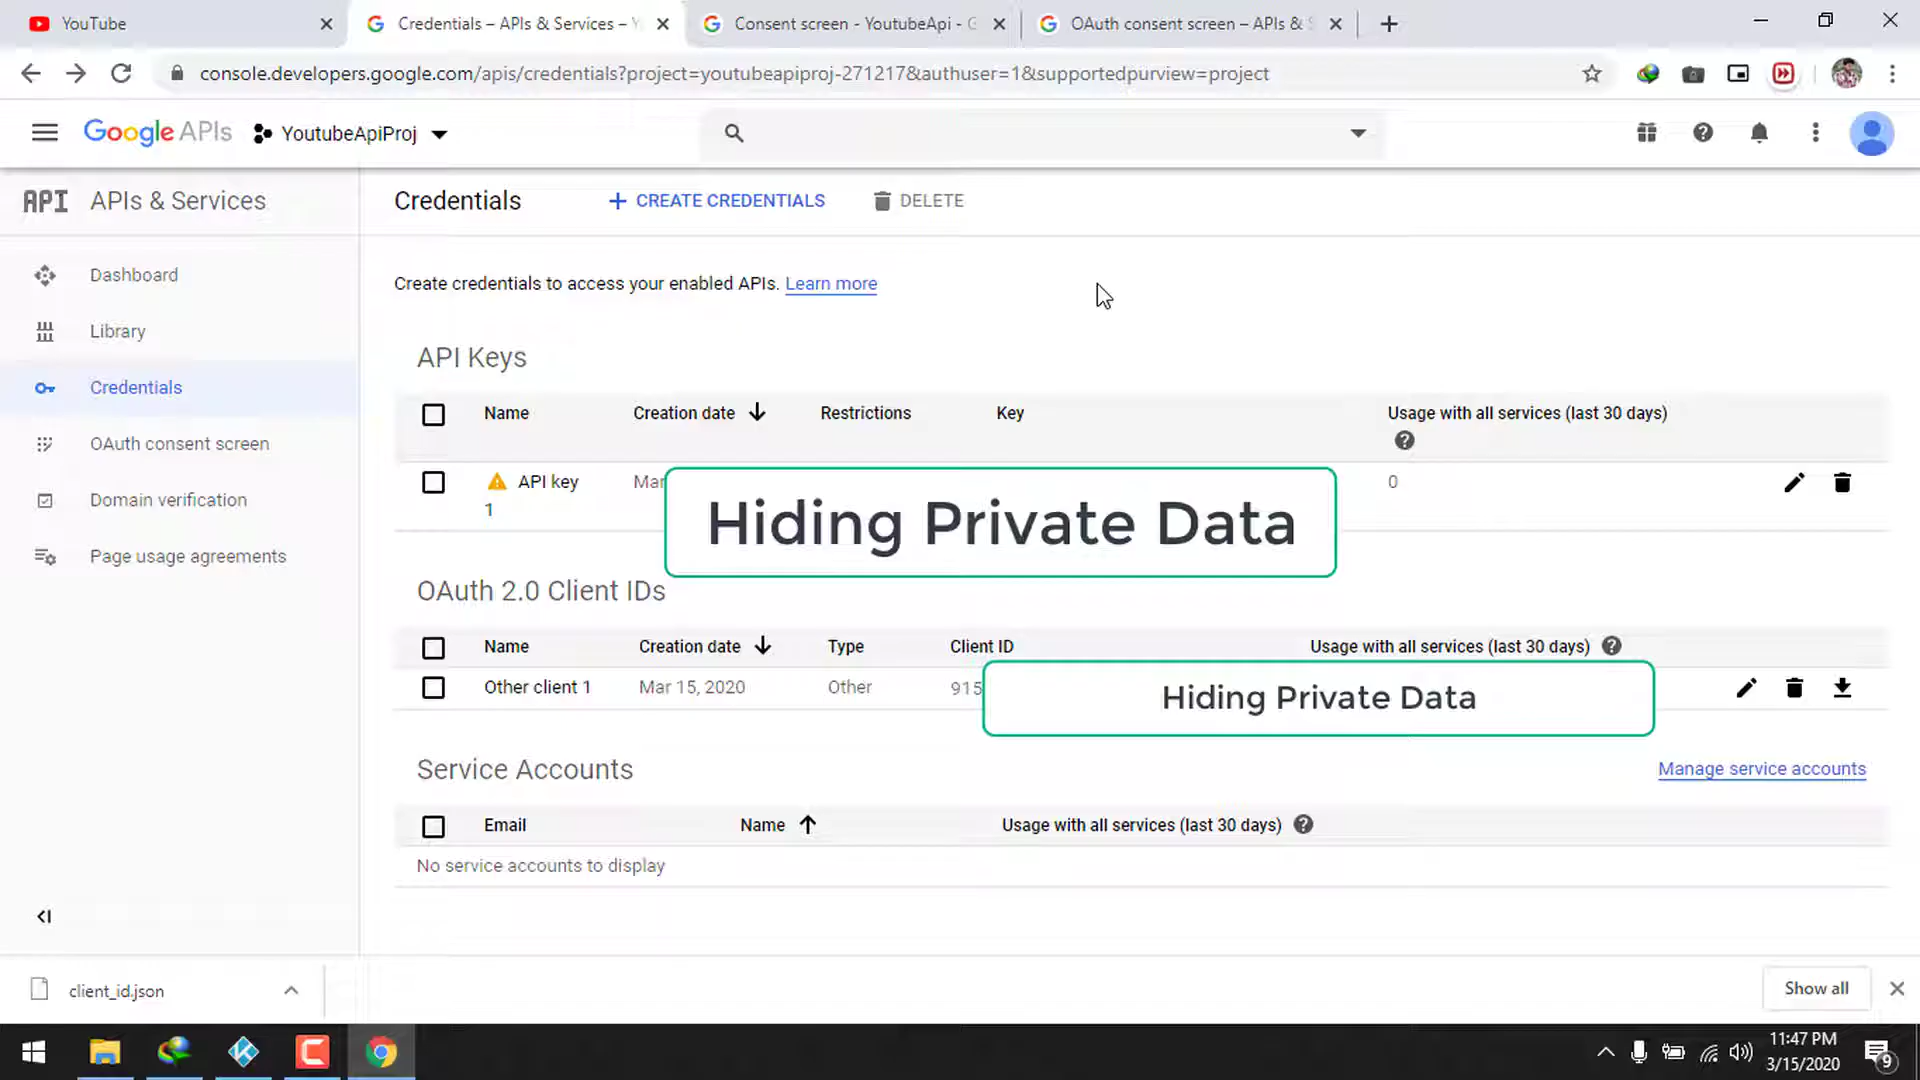 YouTube
Credentials – APIs & Services – Y
Consent screen - YoutubeApi - G
OAuth consent screen – APIs & S
console.developers.google.com/apis/credentials?project=youtubeapiproj-271217&authuser=1&supportedpurview=project
Google APIs
YoutubeApiProj
API APIs & Services
Credentials
CREATE CREDENTIALS
DELETE
Dashboard
Library
Credentials
OAuth consent screen
Domain verification
Page usage agreements
Create credentials to access your enabled APIs. Learn more
API Keys
Name Creation date Restrictions Key Usage with all services (last 30 days)
API key 1
Mar
0
Hiding Private Data
OAuth 2.0 Client IDs
Name Creation date Type Client ID Usage with all services (last 30 days)
Other client 1 Mar 15, 2020 Other 915
Hiding Private Data
Service Accounts
Manage service accounts
Email Name Usage with all services (last 30 days)
No service accounts to display
client_id.json
Show all
11:47 PM
3/15/2020
9